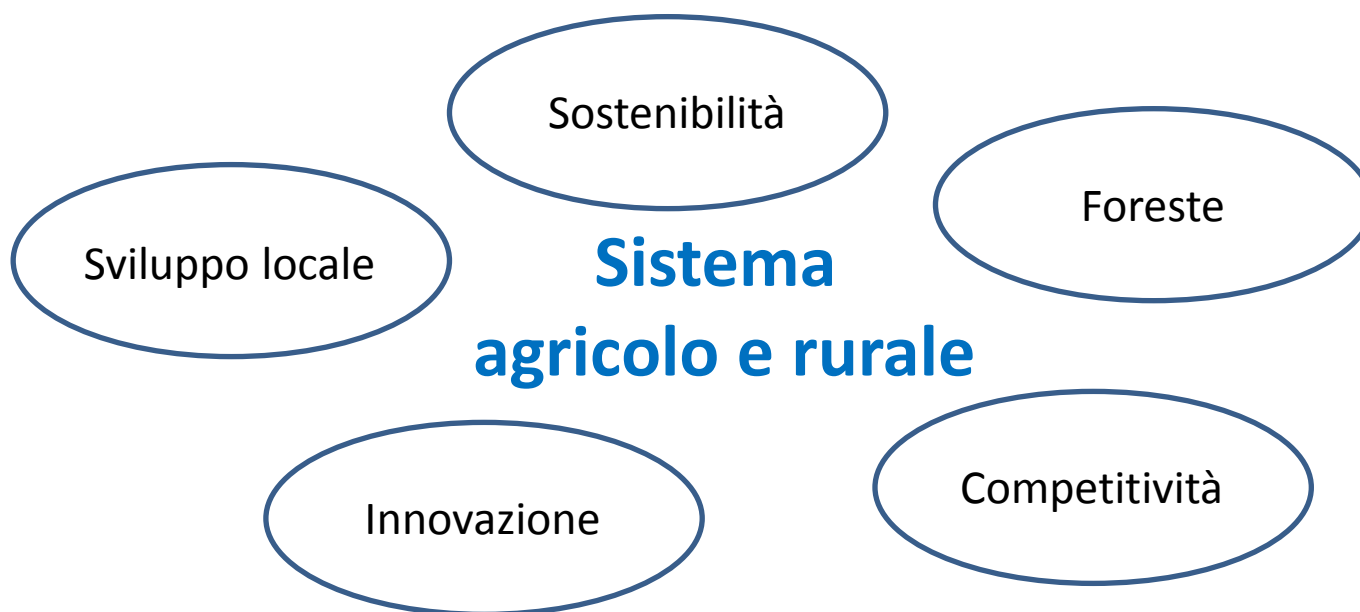 Sostenibilità
Foreste
Sviluppo locale
Sistema
agricolo e rurale
Competitività
Innovazione